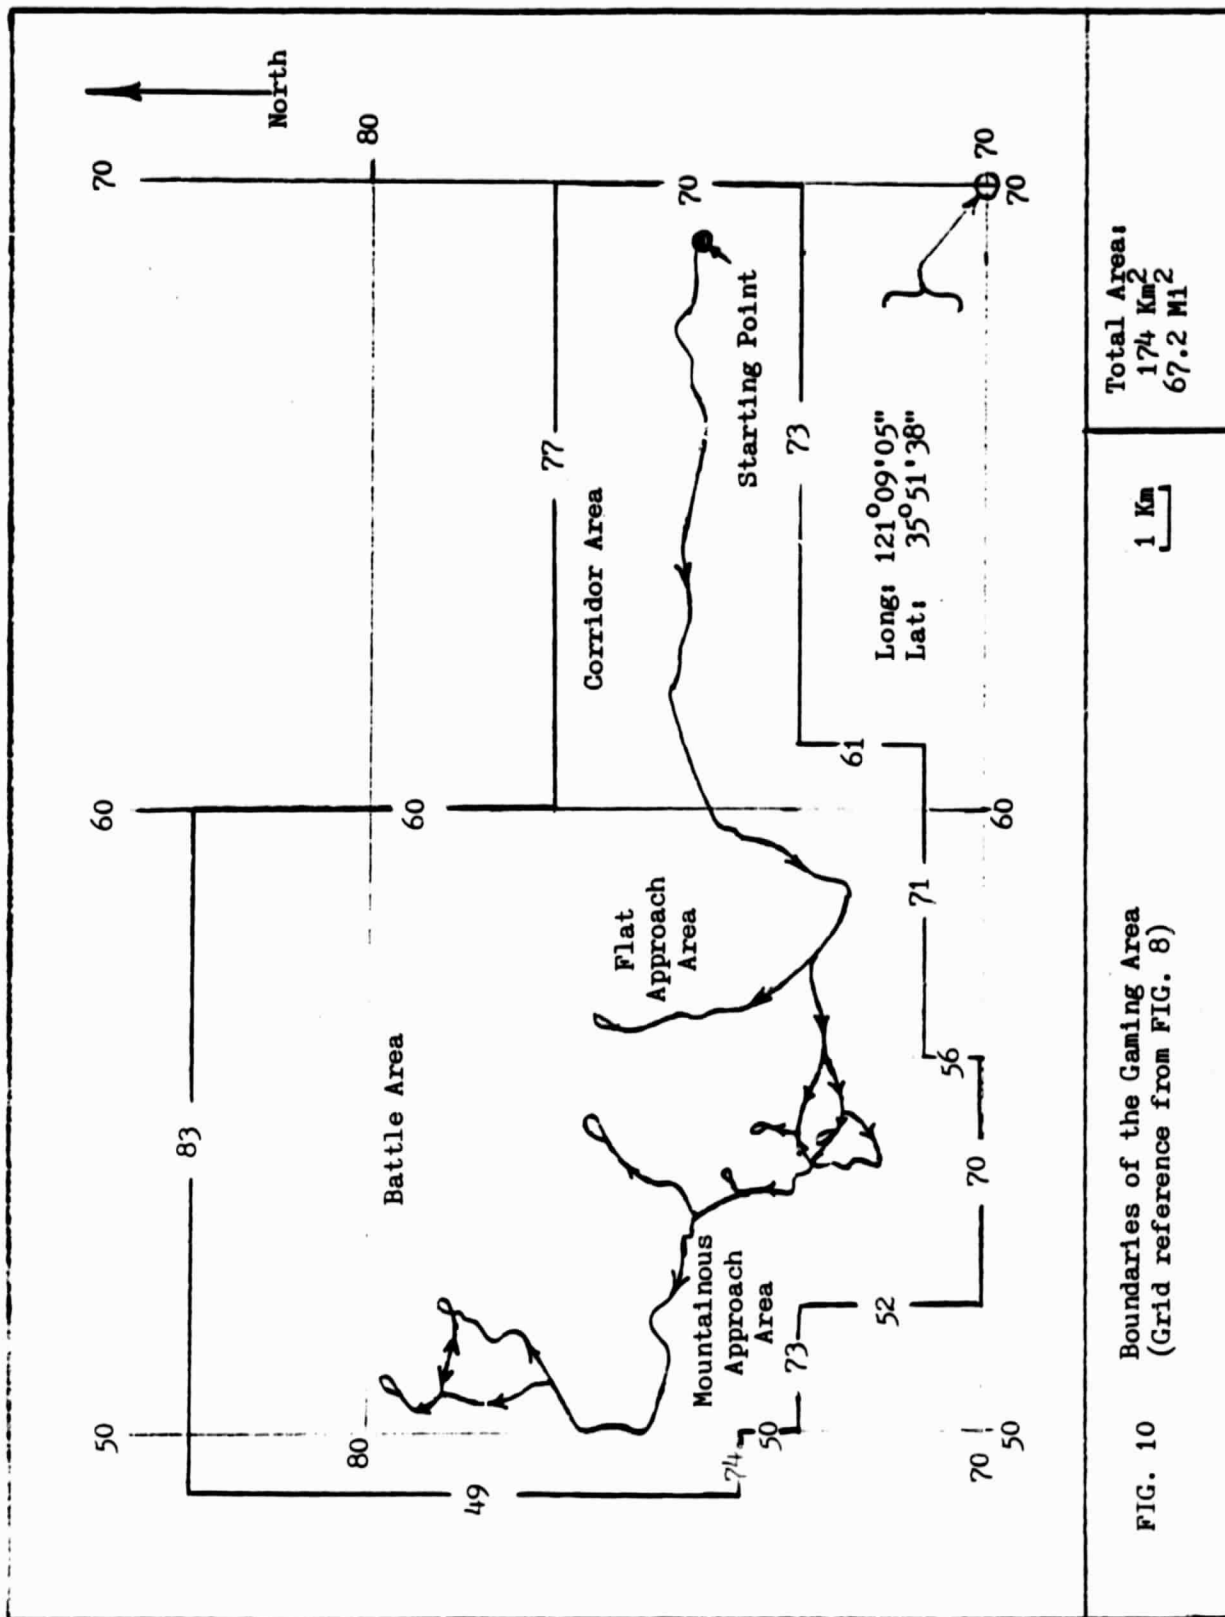 50
60
70
83
North
80
80
Battle Area
60
49
77
Corridor Area
Flat
Approach
Area
70
Mountainous
Approach
Area
74
Starting Point
50
73
73
61
52
Long: 121°09'05"
Lat: 35°51'38"
71
56
70
70
70
50
60
70
FIG. 10 Boundaries of the Gaming Area
(Grid reference from FIG. 8)
1 Km
Total Area:
174 Km2
67.2 Mi2